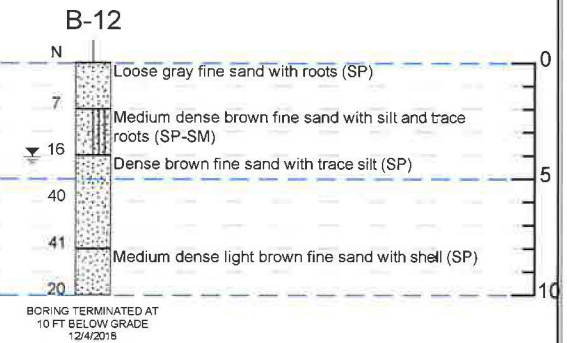 B-12
N
0
Loose gray fine sand with roots (SP)
7
Medium dense brown fine sand with silt and trace
roots (SP-SM)
16
Dense brown fine sand with trace silt (SP)
5
40
41
Medium dense light brown fine sand with shell (SP)
20
10
BORING TERMINATED AT
10 FT BELOW GRADE
12/4/2018